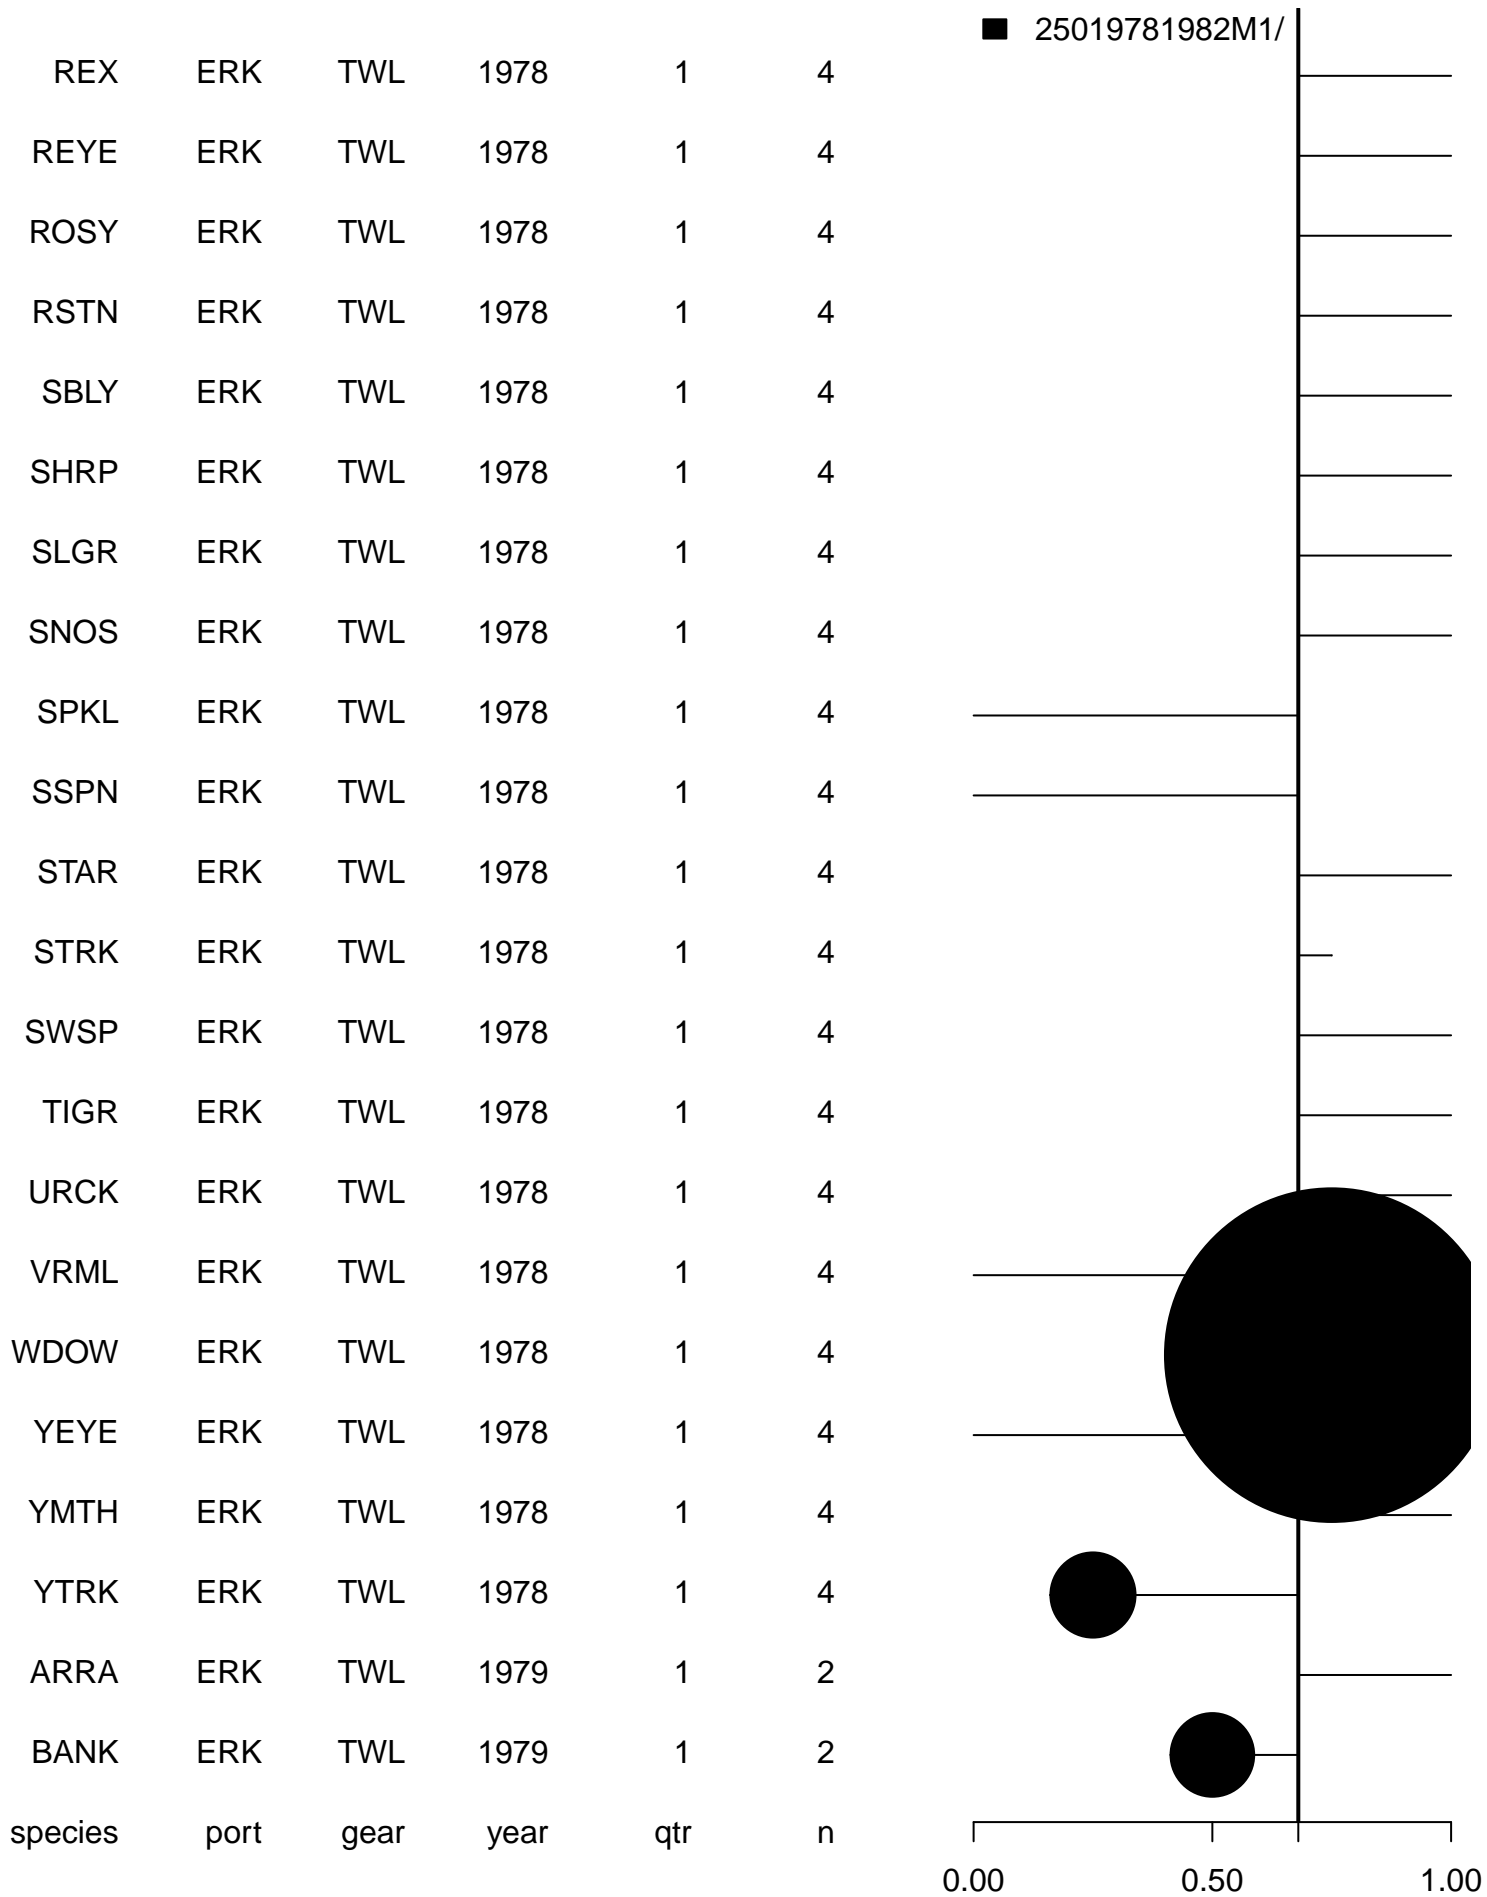 25019781982M1/
REX ERK TWL 1978 1 4
REYE ERK TWL 1978 1 4
ROSY ERK TWL 1978 1 4
RSTN ERK TWL 1978 1 4
SBLY ERK TWL 1978 1 4
SHRP ERK TWL 1978 1 4
SLGR ERK TWL 1978 1 4
SNOS ERK TWL 1978 1 4
SPKL ERK TWL 1978 1 4
SSPN ERK TWL 1978 1 4
STAR ERK TWL 1978 1 4
STRK ERK TWL 1978 1 4
SWSP ERK TWL 1978 1 4
TIGR ERK TWL 1978 1 4
URCK ERK TWL 1978 1 4
VRML ERK TWL 1978 1 4
WDOW ERK TWL 1978 1 4
YEYE ERK TWL 1978 1 4
YMTH ERK TWL 1978 1 4
YTRK ERK TWL 1978 1 4
ARRA ERK TWL 1979 1 2
BANK ERK TWL 1979 1 2
species port gear year qtr n
0.00 0.50 1.00